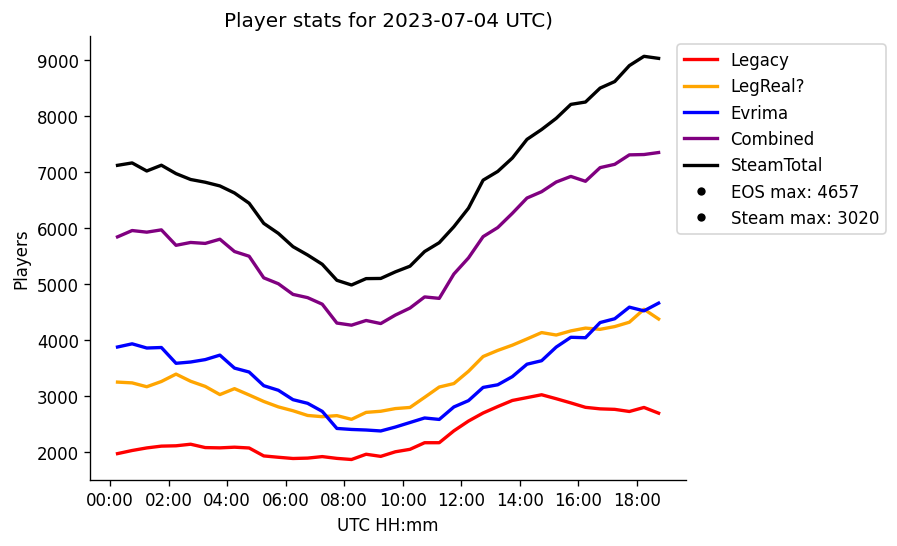 Player stats for 2023-07-04 UTC)
Legacy
LegReal?
Evrima
Combined
SteamTotal
EOS max: 4657
Steam max: 3020
Players
9000
8000
7000
6000
5000
4000
3000
2000
00:00 02:00 04:00 06:00 08:00 10:00 12:00 14:00 16:00 18:00
UTC HH:mm